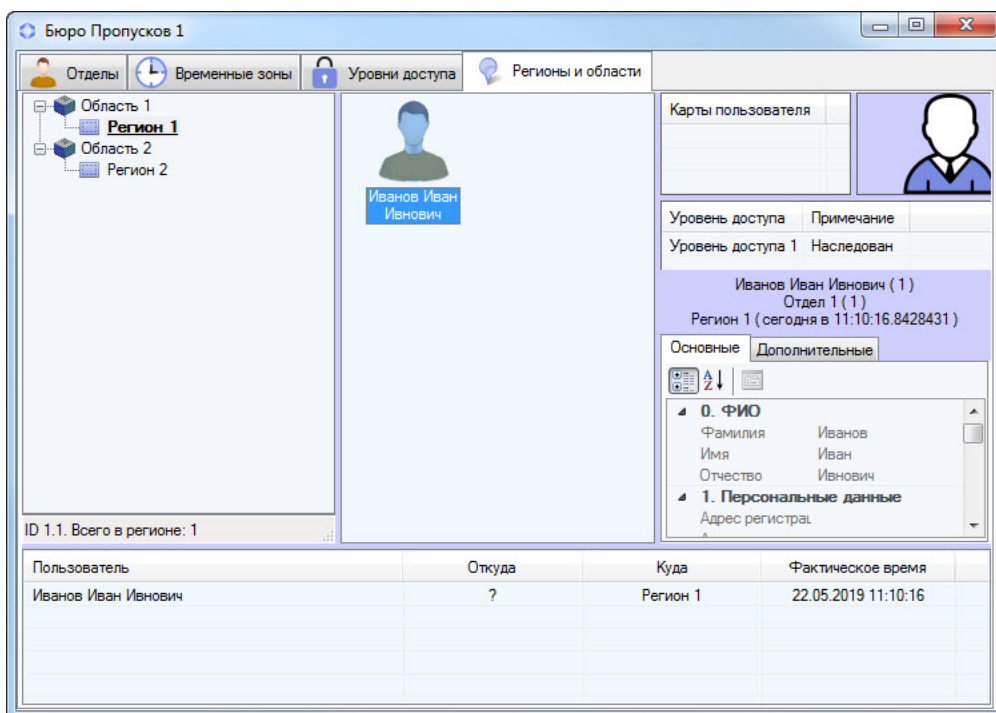 Бюро Пропусков 1
Отделы Временные зоны Уровни доступа Регионы и области
Область 1
Регион 1
Область 2
Регион 2
ID 1.1. Всего в регионе: 1
Иванов Иван
Ивнович
Карты пользователя
Уровень доступа Примечание
Уровень доступа 1 Наследован
Иванов Иван Ивнович ( 1 )
Отдел 1 ( 1 )
Регион 1 ( сегодня в 11:10:16.8428431 )
Основные Дополнительные
0. ФИО
Фамилия Иванов
Имя Иван
Отчество Ивнович
1. Персональные данные
Адрес регистрац
Пользователь Откуда Куда Фактическое время
Иванов Иван Ивнович ? Регион 1 22.05.2019 11:10:16